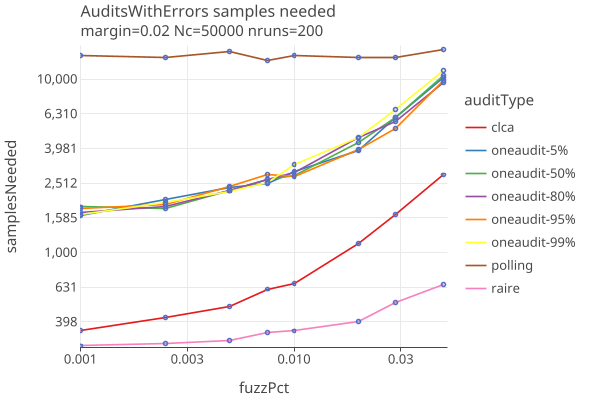 AuditsWithErrors samples needed
margin=0.02 Nc=50000 nruns=200
samplesNeeded
10,000
6,310
3,981
2,512
1,585
1,000
631
398
0.001
0.003
0.010
0.03
fuzzPct
auditType
clca
oneaudit-5%
oneaudit-50%
oneaudit-80%
oneaudit-95%
oneaudit-99%
polling
raire